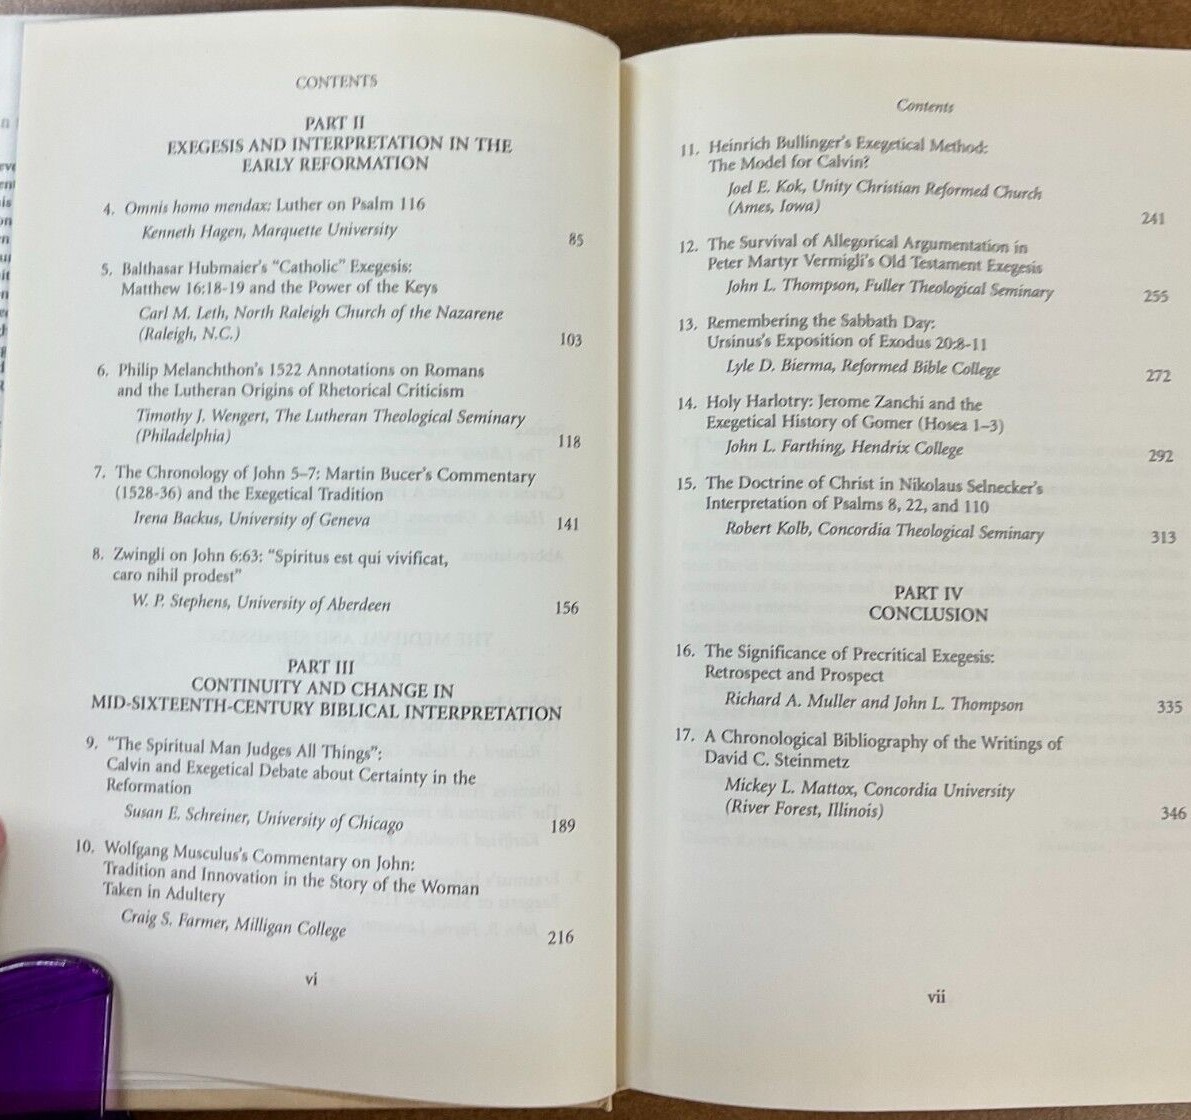 CONTENTS
PART II
EXEGESIS AND INTERPRETATION IN THE
EARLY REFORMATION
4. Omnis homo mendax: Luther on Psalm 116
Kenneth Hagen, Marquette University 85
5. Balthasar Hubmaier's "Catholic" Exegesis:
Matthew 16:18-19 and the Power of the Keys
Carl M. Leth, North Raleigh Church of the Nazarene
(Raleigh, N.C.) 103
6. Philip Melanchthon's 1522 Annotations on Romans
and the Lutheran Origins of Rhetorical Criticism
Timothy J. Wengert, The Lutheran Theological Seminary
(Philadelphia) 118
7. The Chronology of John 5–7: Martin Bucer's Commentary
(1528-36) and the Exegetical Tradition
Irena Backus, University of Geneva 141
8. Zwingli on John 6:63: "Spiritus est qui vivificat,
caro nihil prodest"
W. P. Stephens, University of Aberdeen 156
PART III
CONTINUITY AND CHANGE IN
MID-SIXTEENTH-CENTURY BIBLICAL INTERPRETATION
9. "The Spiritual Man Judges All Things":
Calvin and Exegetical Debate about Certainty in the
Reformation
Susan E. Schreiner, University of Chicago 189
10. Wolfgang Musculus's Commentary on John:
Tradition and Innovation in the Story of the Woman
Taken in Adultery
Craig S. Farmer, Milligan College 216
vi
Contents
11. Heinrich Bullinger's Exegetical Method:
The Model for Calvin?
Joel E. Kok, Unity Christian Reformed Church
(Ames, Iowa) 241
12. The Survival of Allegorical Argumentation in
Peter Martyr Vermigli's Old Testament Exegesis
John L. Thompson, Fuller Theological Seminary 255
13. Remembering the Sabbath Day:
Ursinus's Exposition of Exodus 20:8-11
Lyle D. Bierma, Reformed Bible College 272
14. Holy Harlotry: Jerome Zanchi and the
Exegetical History of Gomer (Hosea 1–3)
John L. Farthing, Hendrix College 292
15. The Doctrine of Christ in Nikolaus Selnecker's
Interpretation of Psalms 8, 22, and 110
Robert Kolb, Concordia Theological Seminary 313
PART IV
CONCLUSION
16. The Significance of Precritical Exegesis:
Retrospect and Prospect
Richard A. Muller and John L. Thompson 335
17. A Chronological Bibliography of the Writings of
David C. Steinmetz
Mickey L. Mattox, Concordia University
(River Forest, Illinois) 346
vii